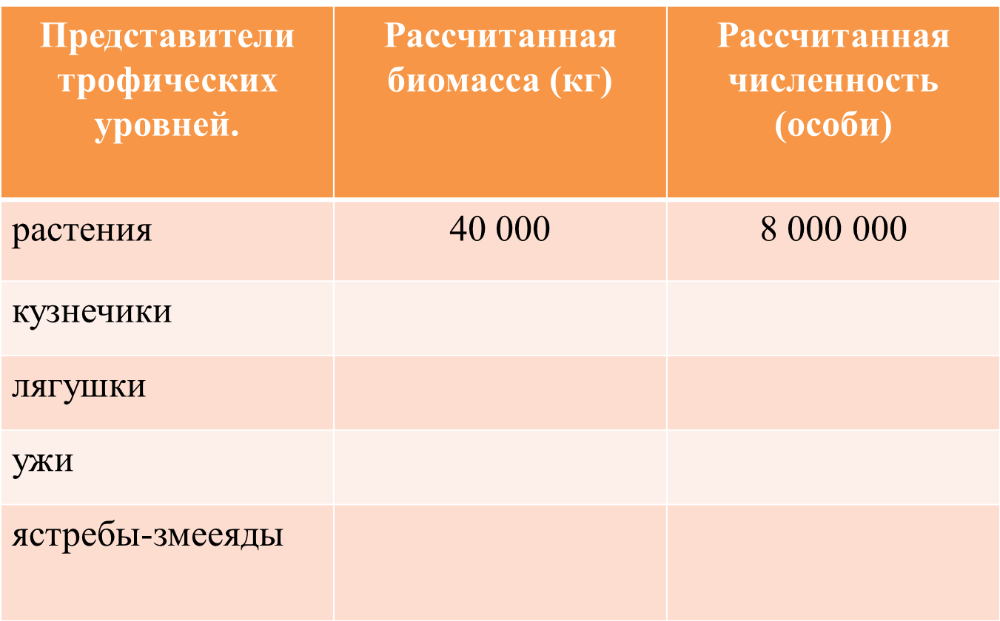 Представители
трофических
уровней.
Рассчитанная
биомасса (кг)
Рассчитанная
численность
(особи)
растения
40 000
8 000 000
кузнечики
лягушки
ужи
ястребы-змееяды